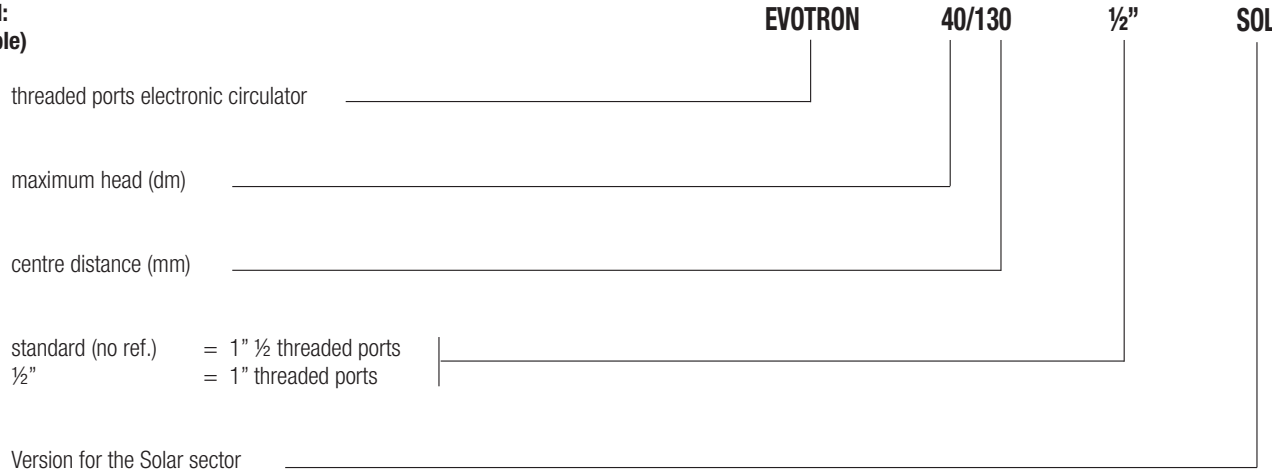 EVOTRON 40/130 ½” SOL
threaded ports electronic circulator
maximum head (dm)
centre distance (mm)
standard (no ref.) = 1” ½ threaded ports
½” = 1” threaded ports
Version for the Solar sector